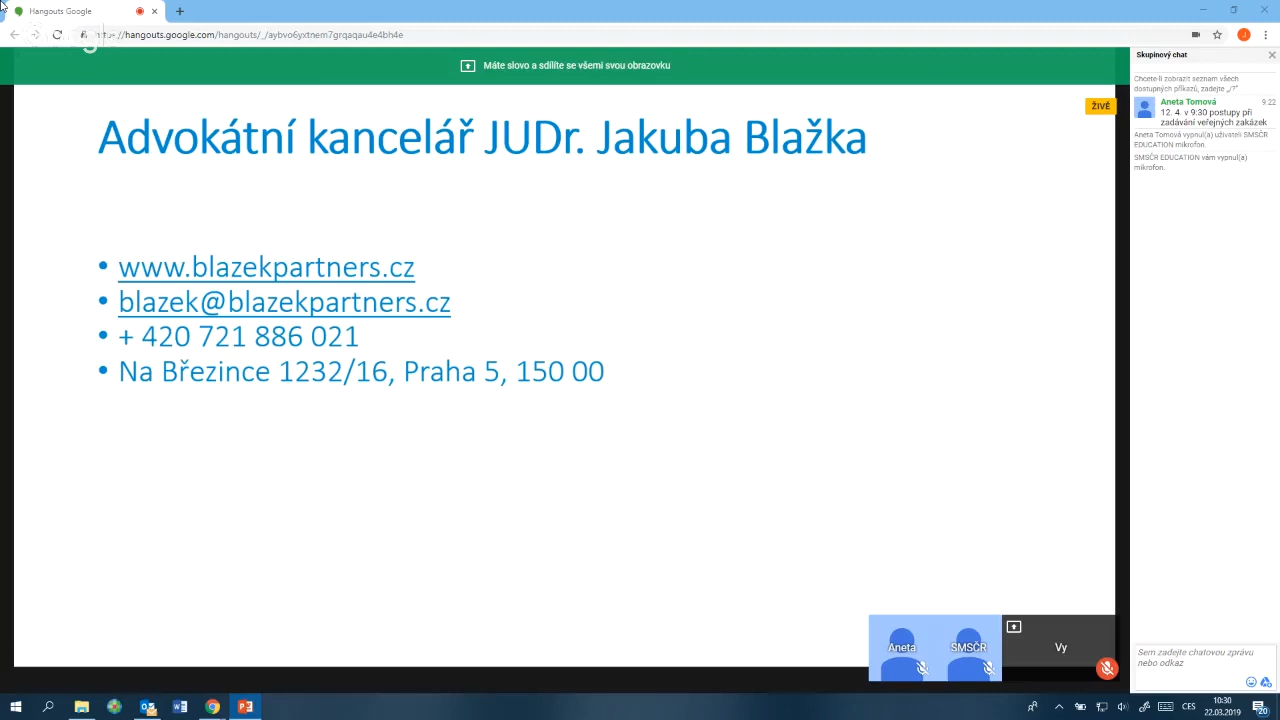 Hangouts Google
hangouts.google.com/hangouts/_/aybvo6yxtnem7grqaqau4e4bh4e
Máte slovo a sdílíte se všemi svou obrazovku
Skupinový chat
Chcete-li zobrazit seznam všech
dostupných příkazů, zadejte „/?"
Aneta Tomová 9.22
12. 4. v 9:30 postupy při
zadávání veřejných zakázek
Aneta Tomová vypnul(a) uživateli SMSČR
EDUCATION mikrofon.
SMSČR EDUCATION vám vypnul(a)
mikrofon.
ŽIVĚ
Advokátní kancelář JUDr. Jakuba Blažka
• www.blazekpartners.cz
• blazek@blazekpartners.cz
• + 420 721 886 021
• Na Březince 1232/16, Praha 5, 150 00
Aneta
SMSČR
Vy
Sem zadejte chatovou zprávu
nebo odkaz
CES
10:30
22.03.2019
20